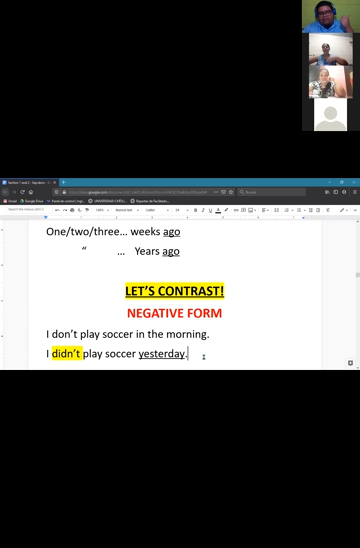 One/two/three... weeks ago
" ... Years ago
LET'S CONTRAST!
NEGATIVE FORM
I don't play soccer in the morning.
I didn't play soccer yesterday.